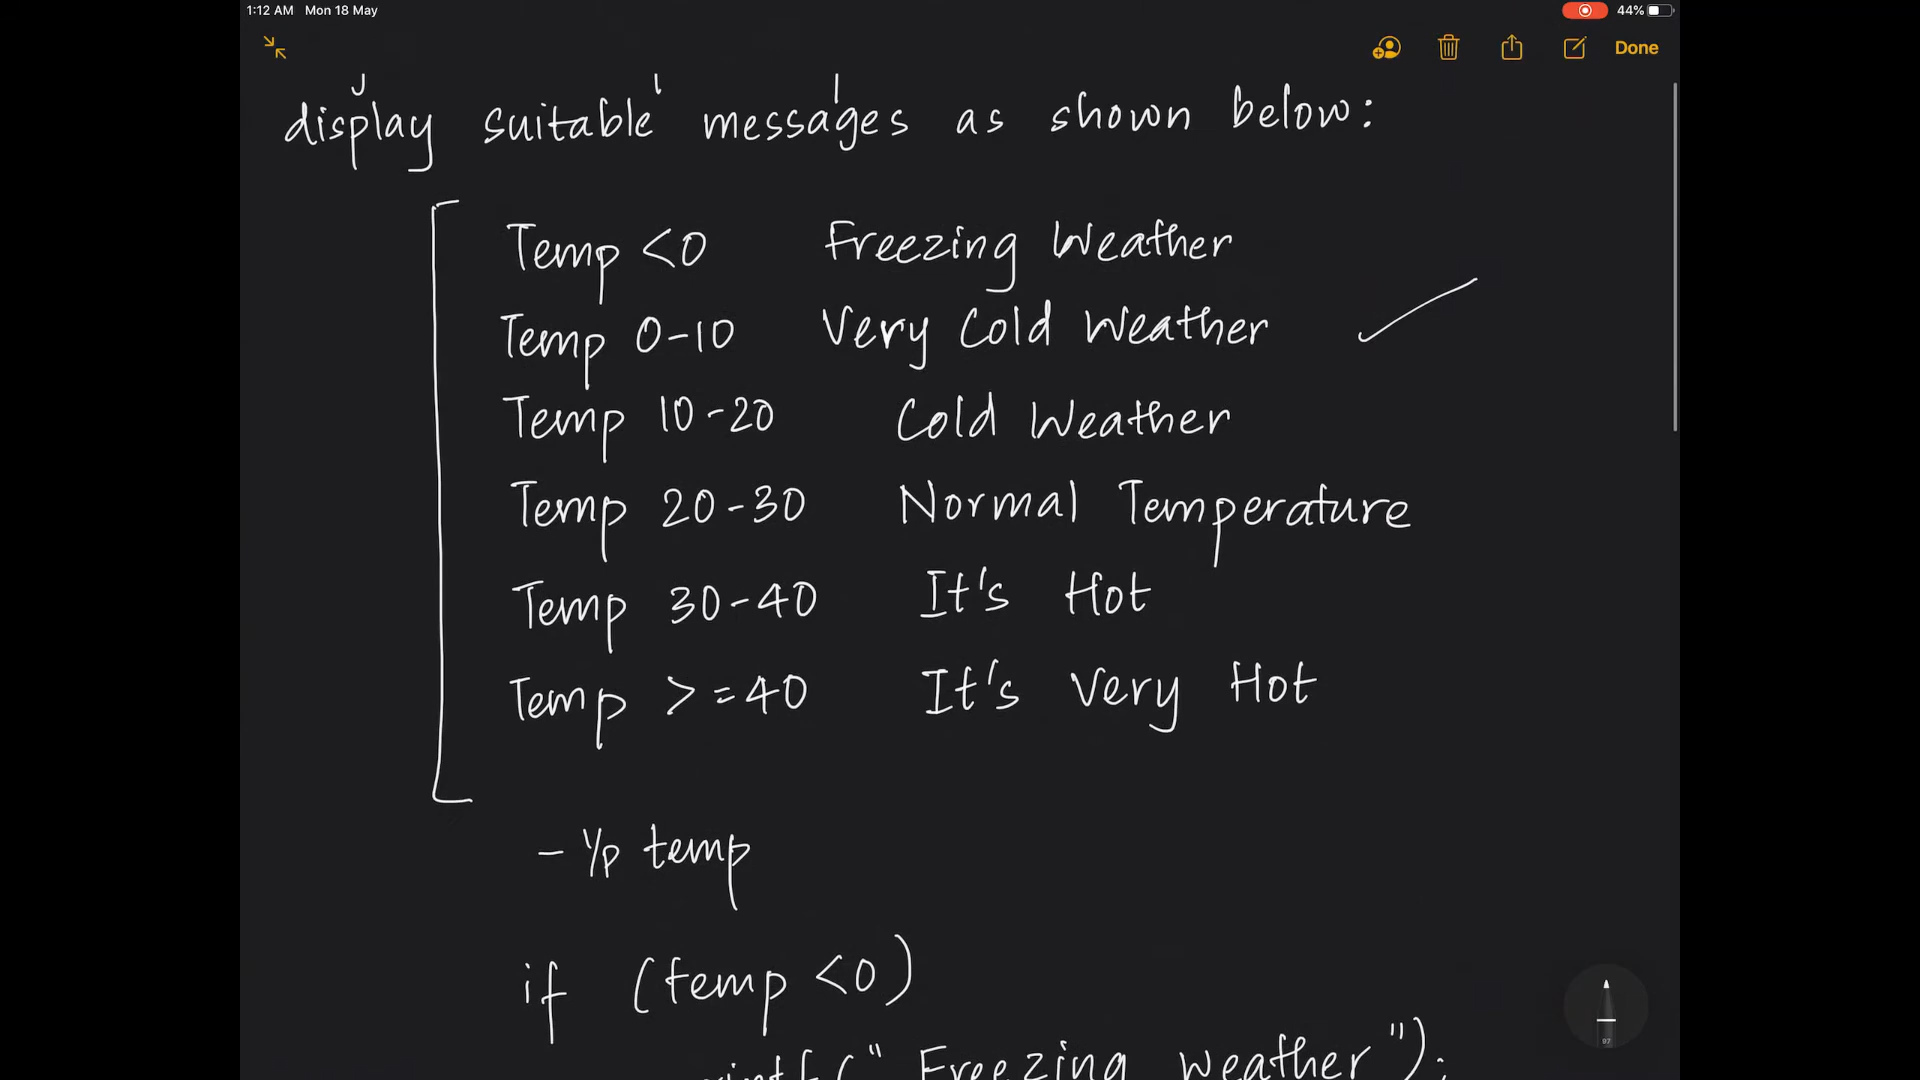 1:12 AM Mon 18 May
44%
Done
display suitable messages as shown below:
Temp <0 Freezing Weather
Temp 0-10 Very Cold Weather
Temp 10-20 Cold Weather
Temp 20-30 Normal Temperature
Temp 30-40 It's Hot
Temp >=40 It's Very Hot
- I/p temp
if (temp <0)
printf(" Freezing weather");
97